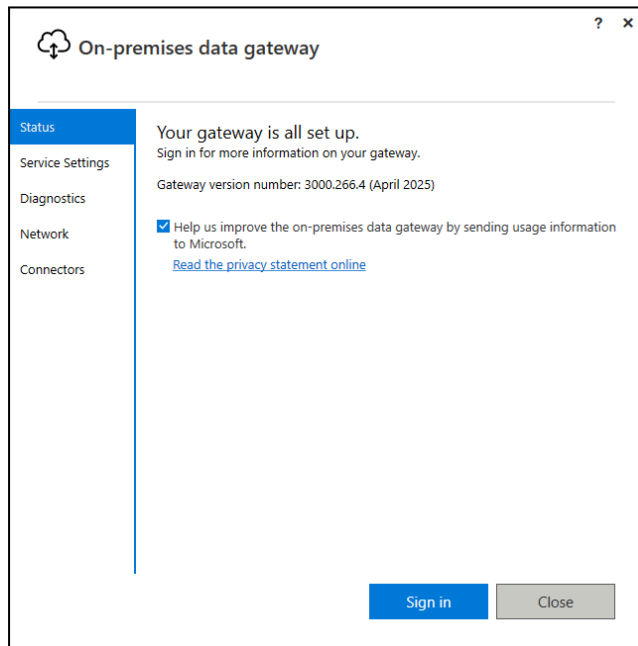 ? ×
On-premises data gateway
Status
Service Settings
Diagnostics
Network
Connectors
Your gateway is all set up.
Sign in for more information on your gateway.
Gateway version number: 3000.266.4 (April 2025)
Help us improve the on-premises data gateway by sending usage information
to Microsoft.
Read the privacy statement online
Sign in
Close